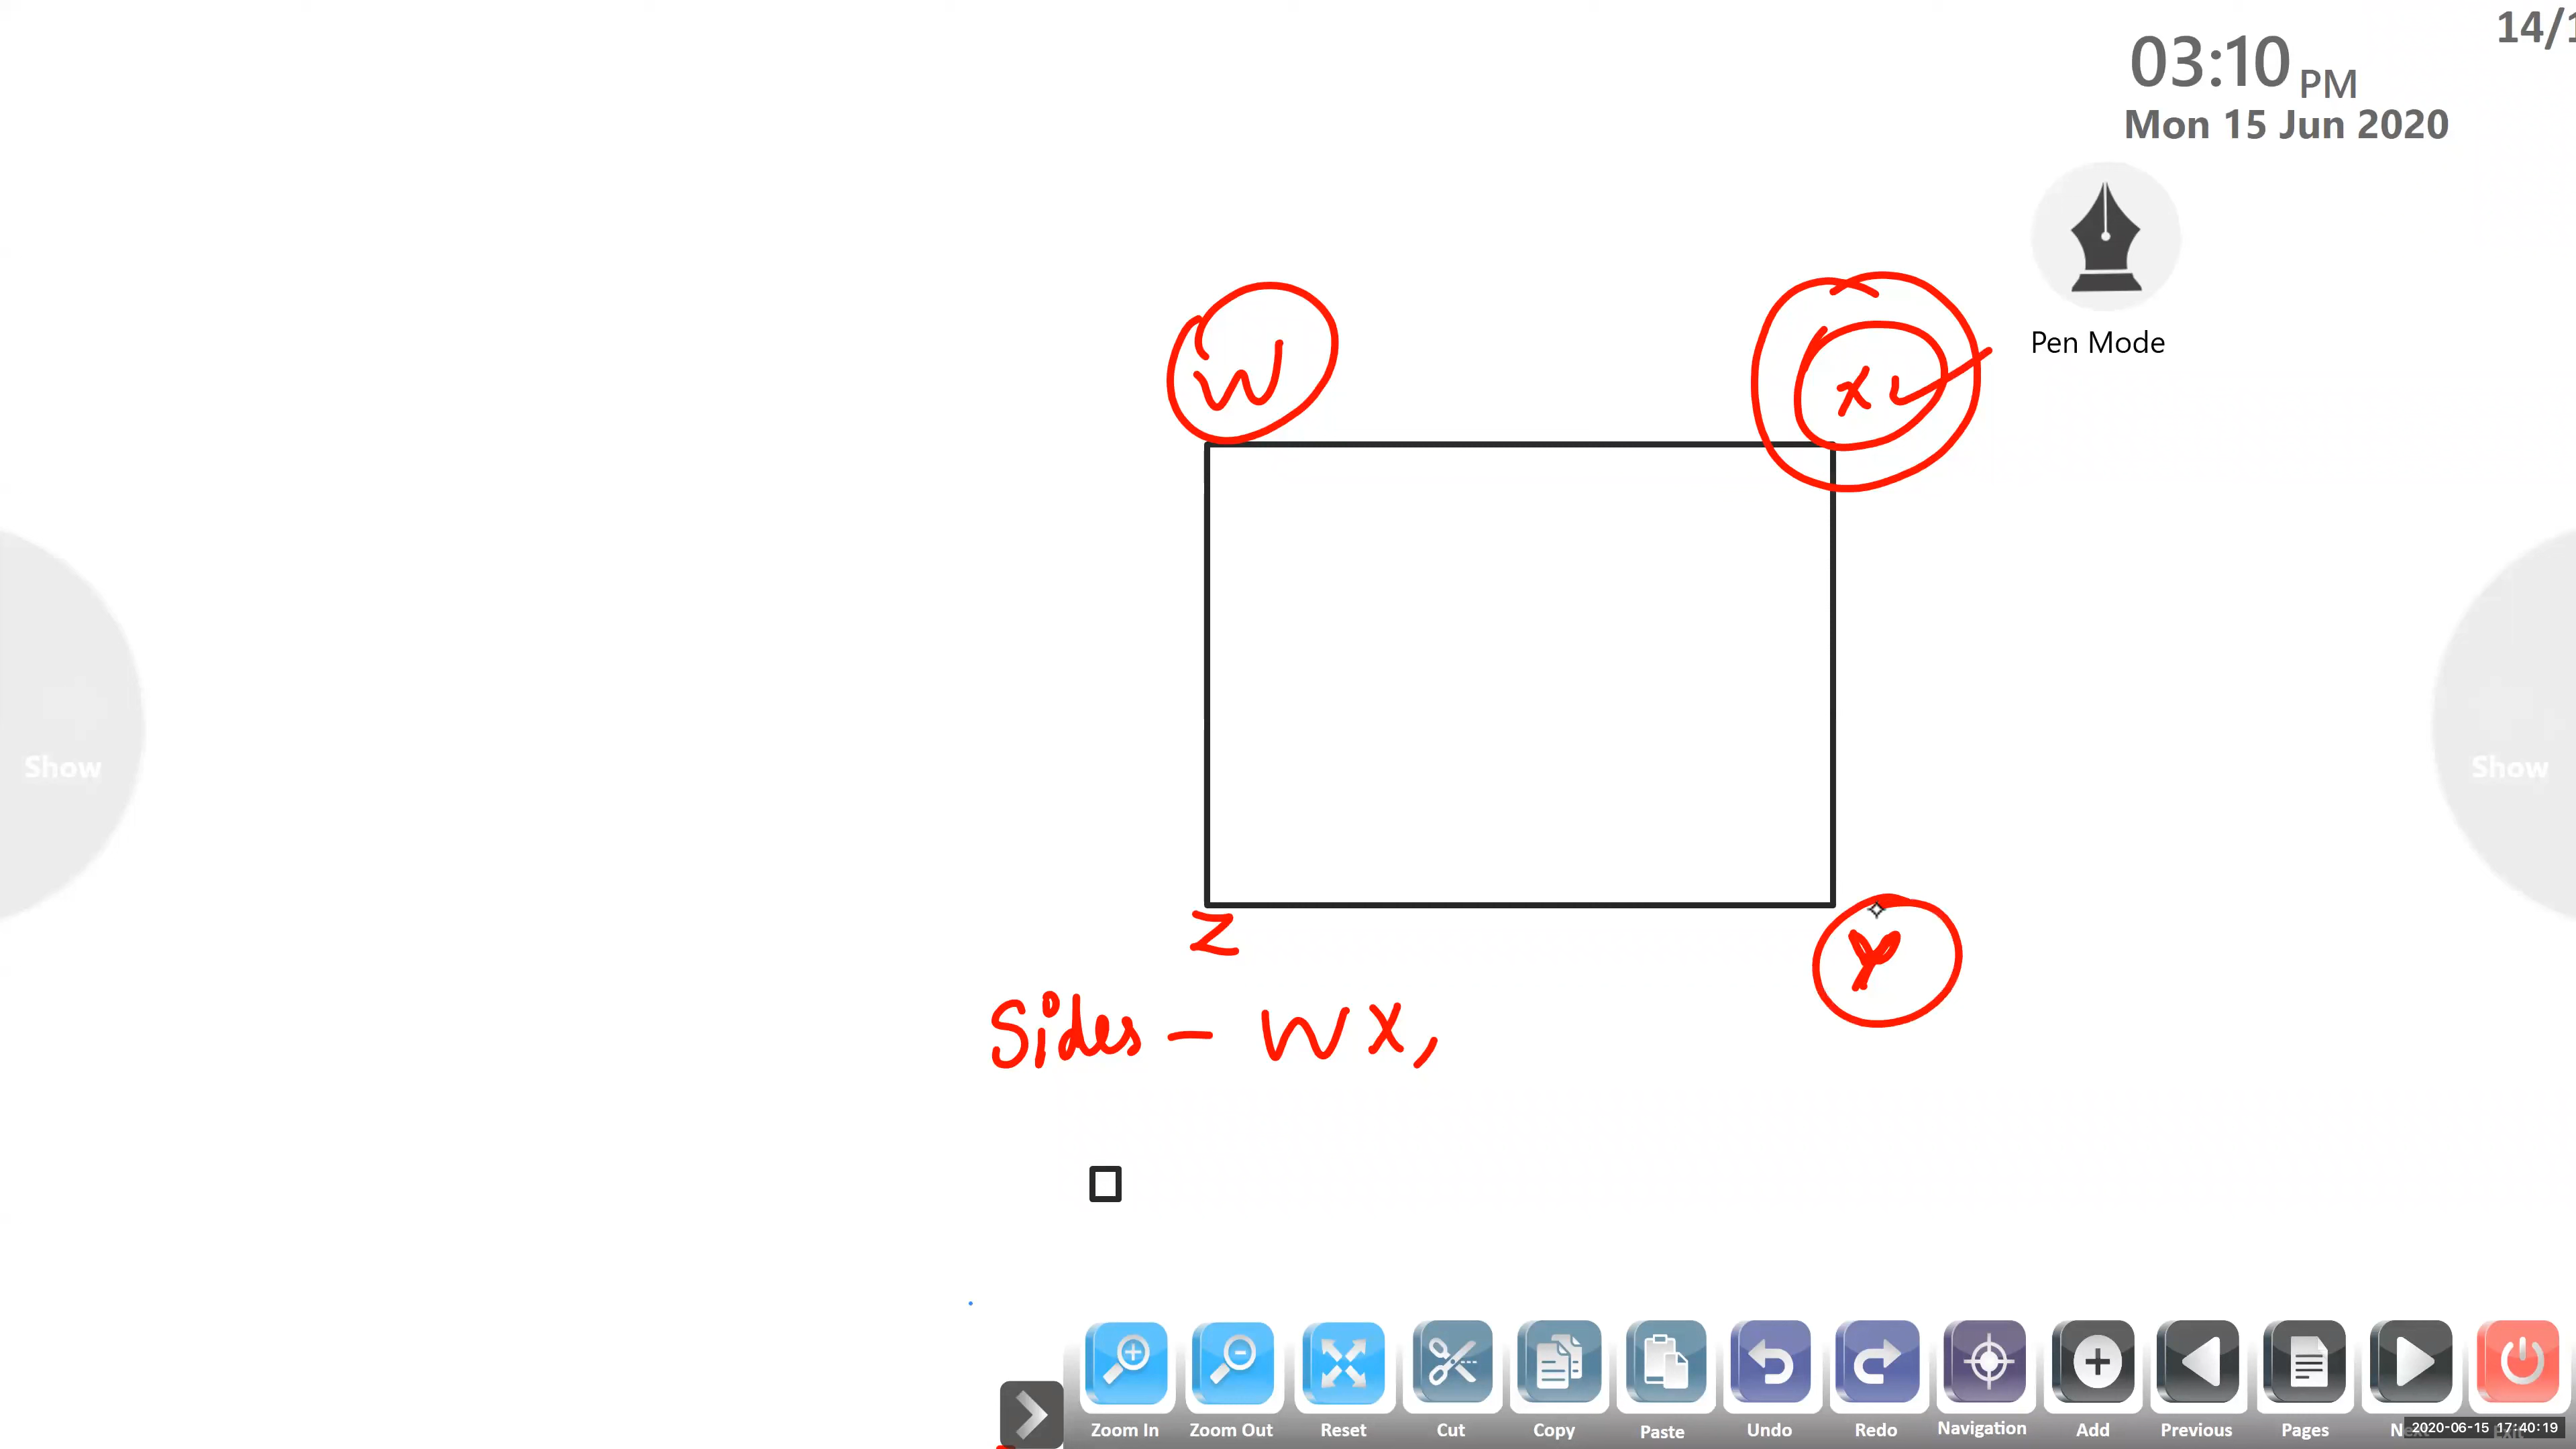 14/1
03:10 PM
Mon 15 Jun 2020
Pen Mode
W
X
Show
Show
Z
Y
Sides - WX,
Zoom In Zoom Out Reset Cut Copy Paste Undo Redo Navigation Add Previous Pages
2020-06-15 17:40:19